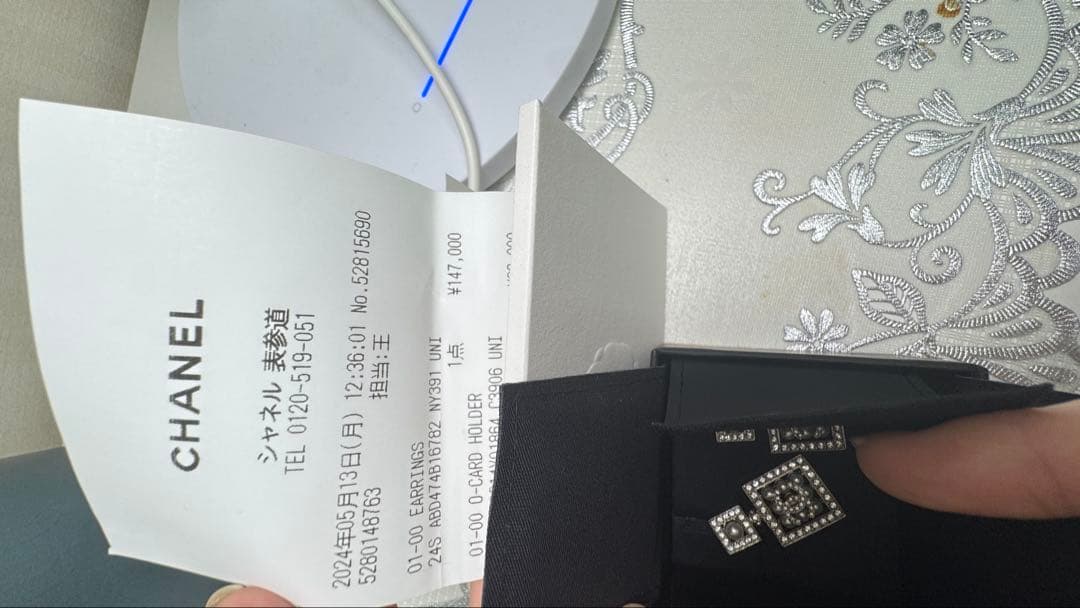 CHANEL
シャネル 表参道
TEL 0120-519-051
2024年05月13日(月) 12:36:01 No.52815690
5280148763 担当:王
01-00 EARRINGS
24S ABD474B16782 NY391 UNI
1点 ¥147,000
01-00 O-CARD HOLDER
C3906 UNI